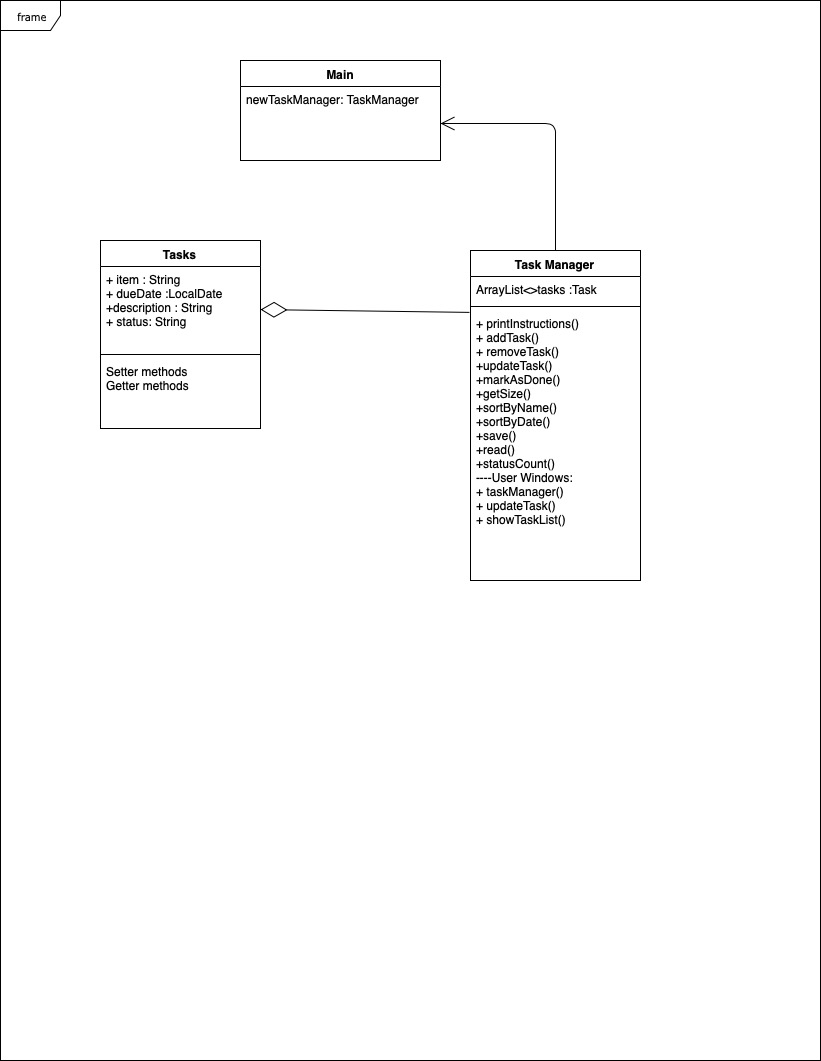 frame
Main
newTaskManager: TaskManager
Tasks
+ item : String
+ dueDate :LocalDate
+description : String
+ status: String
Setter methods
Getter methods
Task Manager
ArrayList<>tasks :Task
+ printInstructions()
+ addTask()
+ removeTask()
+updateTask()
+markAsDone()
+getSize()
+sortByName()
+sortByDate()
+save()
+read()
+statusCount()
----User Windows:
+ taskManager()
+ updateTask()
+ showTaskList()